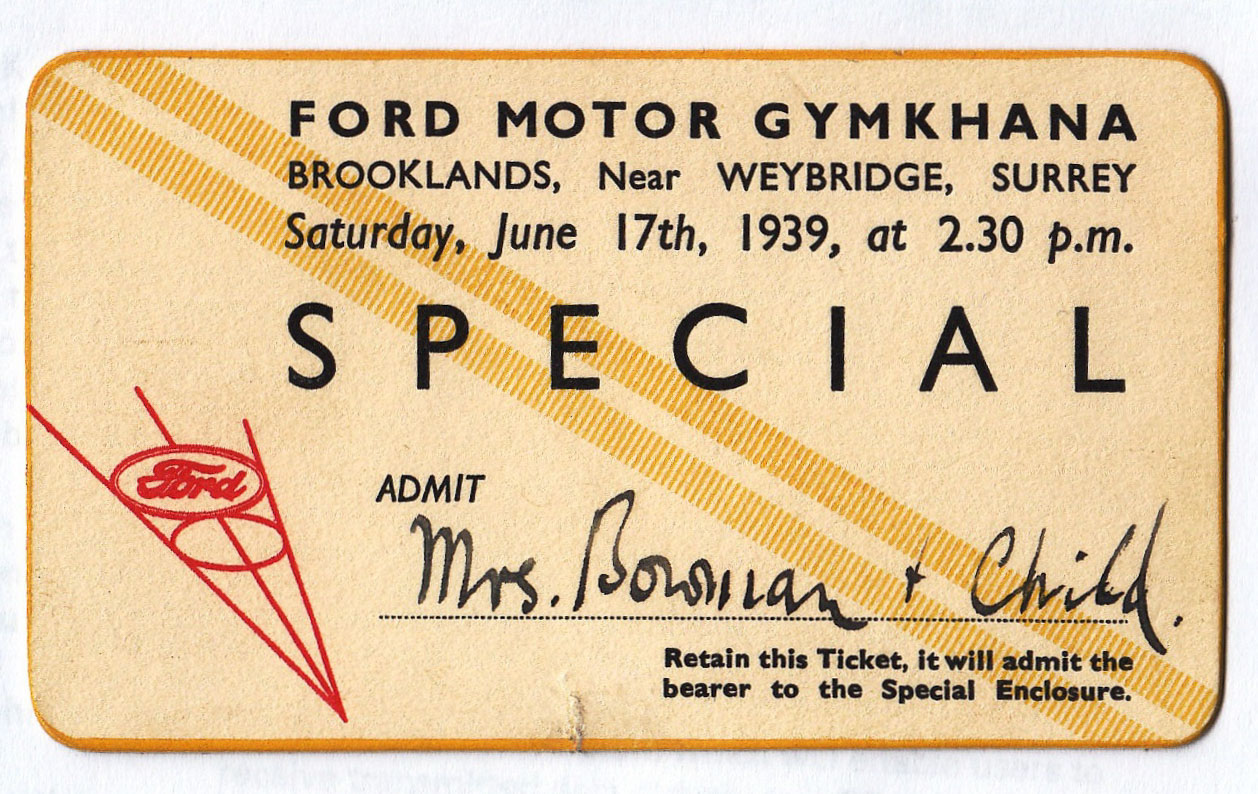 FORD MOTOR GYMKHANA
BROOKLANDS, Near WEYBRIDGE, SURREY
Saturday, June 17th, 1939, at 2.30 p.m.
SPECIAL
Ford
ADMIT
Mrs. Bowman + Child.
Retain this Ticket, it will admit the
bearer to the Special Enclosure.